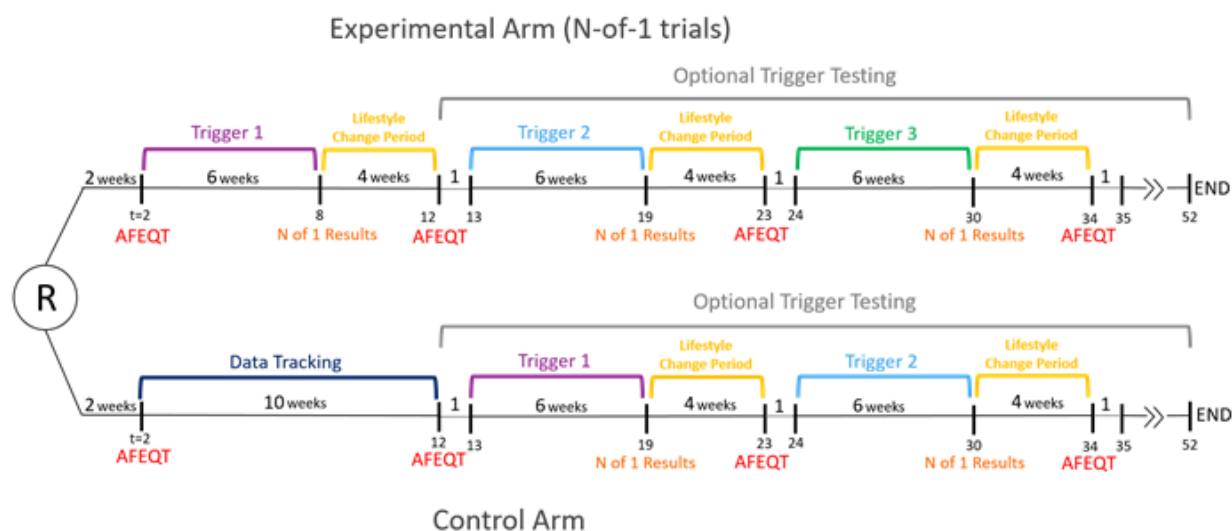 Experimental Arm (N-of-1 trials)
Optional Trigger Testing
Trigger 1
Lifestyle
Change Period
Trigger 2
Lifestyle
Change Period
Trigger 3
Lifestyle
Change Period
2 weeks 6 weeks 4 weeks 1 6 weeks 4 weeks 1 6 weeks 4 weeks 1 END
t=2 8 12 13 19 23 24 30 34 35 52
AFEQT N of 1 Results AFEQT N of 1 Results AFEQT N of 1 Results AFEQT
R
Optional Trigger Testing
Data Tracking
Trigger 1
Lifestyle
Change Period
Trigger 2
Lifestyle
Change Period
2 weeks 10 weeks 1 6 weeks 4 weeks 1 6 weeks 4 weeks 1 END
t=2 12 13 19 23 24 30 34 35 52
AFEQT AFEQT N of 1 Results AFEQT N of 1 Results AFEQT
Control Arm